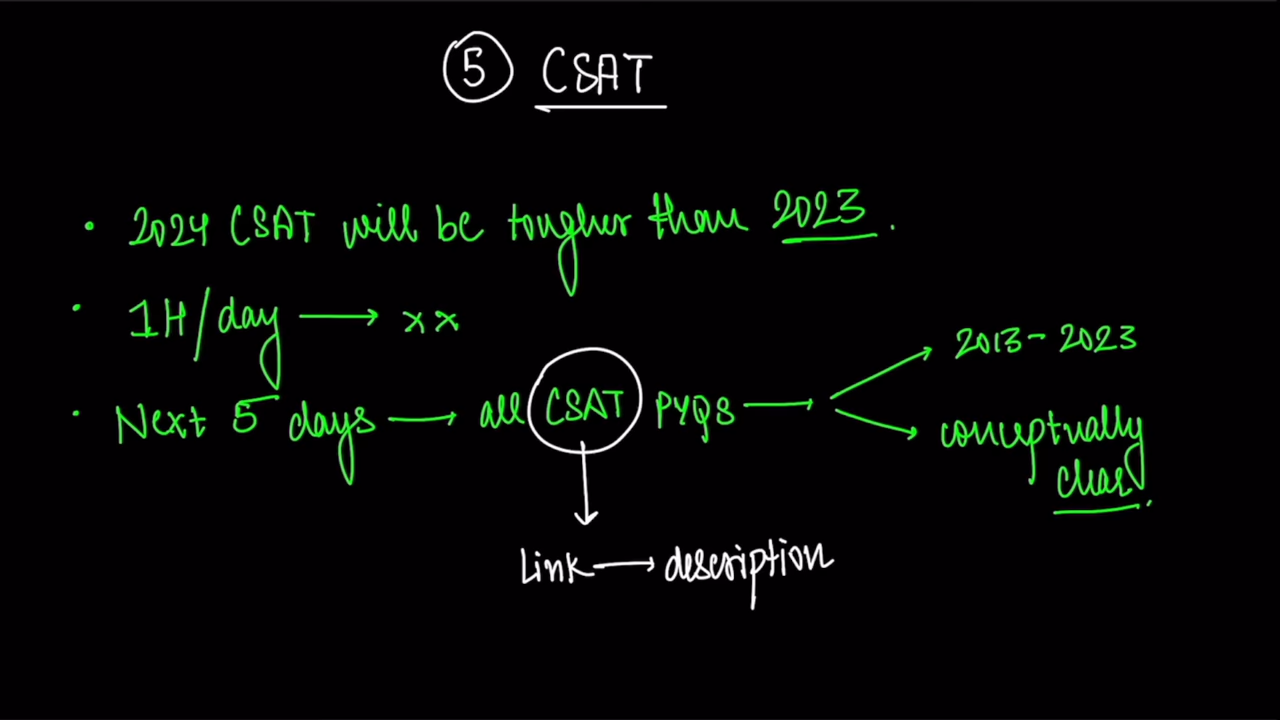 5 CSAT
• 2024 CSAT will be tougher than 2023.
• 1H/day → xx
• Next 5 days → all CSAT PYQS →
2013-2023
conceptually
clear.
Link → description